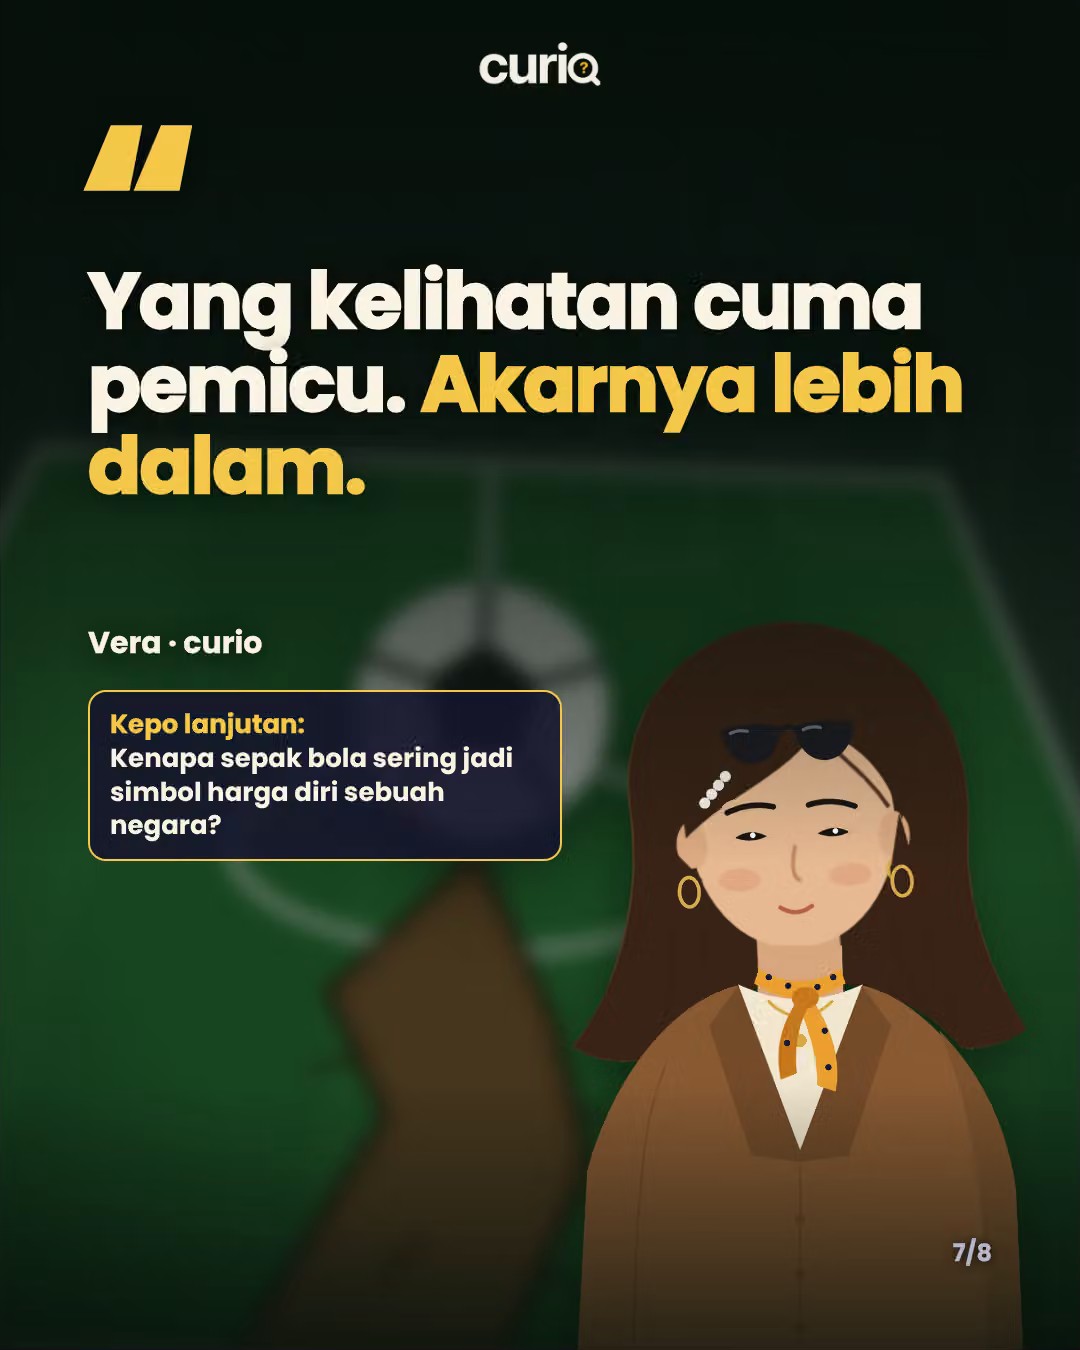 curio
Yang kelihatan cuma
pemicu. Akarnya lebih
dalam.
Vera · curio
Kepo lanjutan:
Kenapa sepak bola sering jadi
simbol harga diri sebuah
negara?
7/8